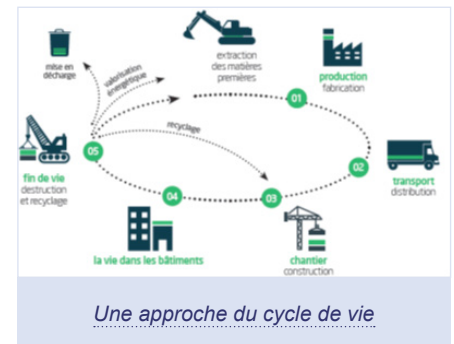 mise en
décharge
valorisation
énergétique
extraction
des matières
premières
production
fabrication
01
recyclage
05
02
fin de vie
destruction
et recyclage
transport
distribution
04
03
la vie dans les bâtiments
chantier
construction
Une approche du cycle de vie